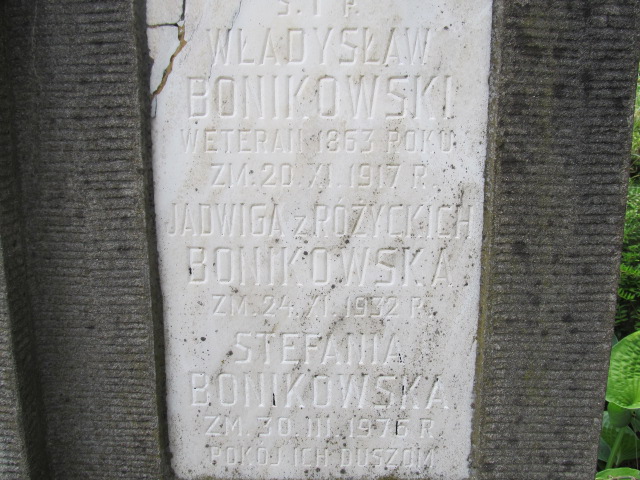 Ś. † P.
WŁADYSŁAW
BONIKOWSKI
WETERAN 1863 ROKU
ZM. 20.XI.1917 R.
JADWIGA z RÓŻYCKICH
BONIKOWSKA
ZM. 24.VI.1932 R.
STEFANIA
BONIKOWSKA
ZM. 30 III 1976 R
POKÓJ ICH DUSZOM